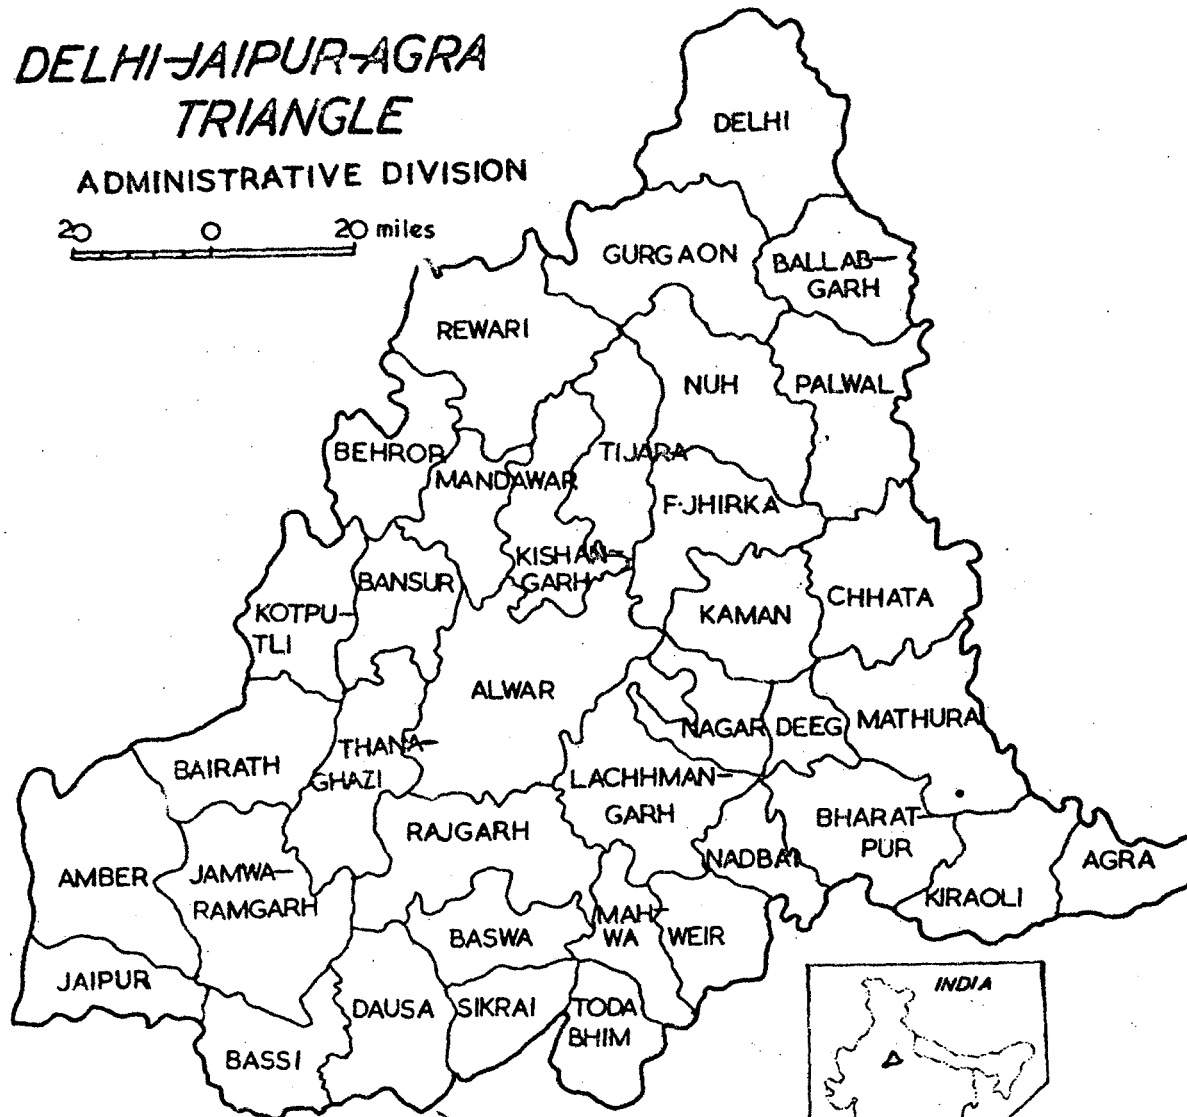 DELHI-JAIPUR-AGRA
TRIANGLE
ADMINISTRATIVE DIVISION
20 0 20 miles
DELHI
GURGAON
BALLAB-
GARH
REWARI
NUH
PALWAL
BEHROR
MANDAWAR
TIJARA
F.JHIRKA
KISHAN-
GARH
BANSUR
KOTPU-
TLI
KAMAN
CHHATA
ALWAR
NAGAR
DEEG
MATHURA
THANA-
GHAZI
BAIRATH
LACHHMAN-
GARH
RAJGARH
BHARAT-
PUR
NADBAI
AGRA
AMBER
JAMWA-
RAMGARH
KIRAOLI
BASWA
MAH-
WA
WEIR
JAIPUR
DAUSA
SIKRAI
TODA
BHIM
BASSI
INDIA